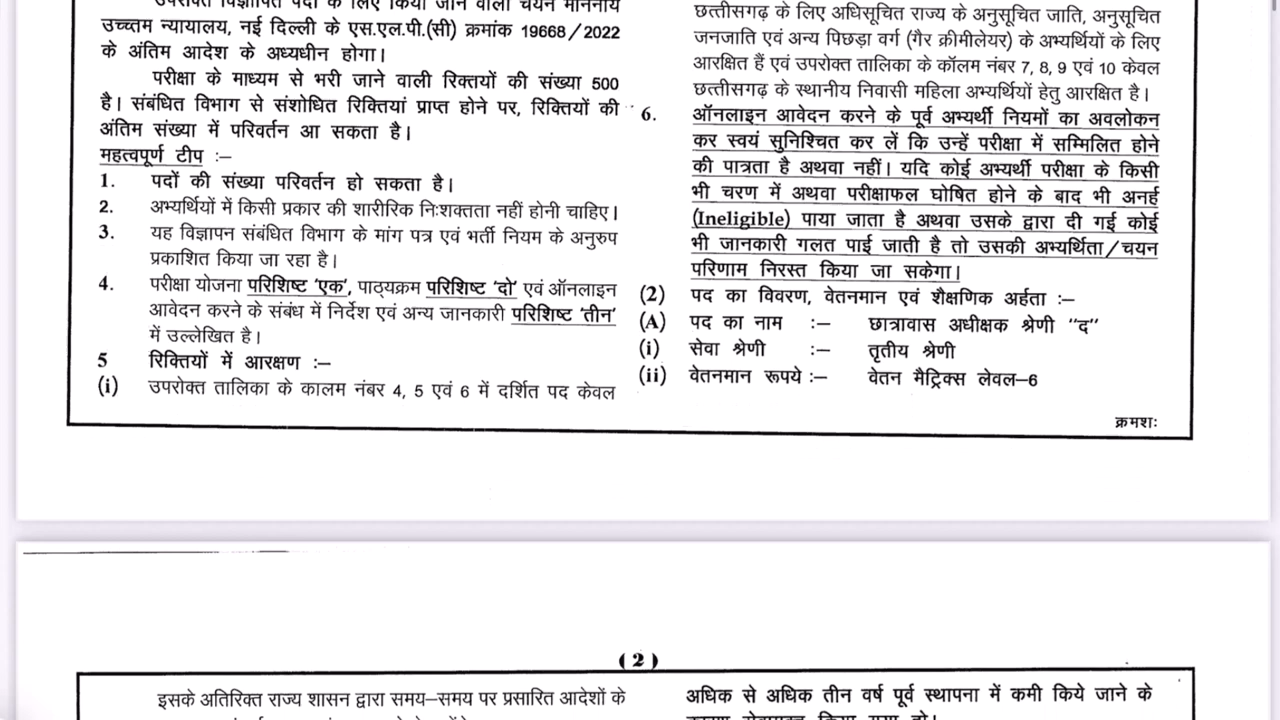 उपरोक्त विज्ञापित पदों के लिए किया जाने वाला चयन माननीय
उच्च्तम न्यायालय, नई दिल्ली के एस.एल.पी.(सी) क्रमांक 19668/2022
के अंतिम आदेश के अध्यधीन होगा।
परीक्षा के माध्यम से भरी जाने वाली रिक्तयों की संख्या 500
है। संबंधित विभाग से संशोधित रिक्तियां प्राप्त होने पर, रिक्तियों की
अंतिम संख्या में परिवर्तन आ सकता है।
महत्वपूर्ण टीप :–
1. पदों की संख्या परिवर्तन हो सकता है।
2. अभ्यर्थियों में किसी प्रकार की शारीरिक निःशक्तता नहीं होनी चाहिए।
3. यह विज्ञापन संबंधित विभाग के मांग पत्र एवं भर्ती नियम के अनुरुप
प्रकाशित किया जा रहा है।
4. परीक्षा योजना परिशिष्ट 'एक', पाठ्यक्रम परिशिष्ट 'दो' एवं ऑनलाइन
आवेदन करने के संबंध में निर्देश एवं अन्य जानकारी परिशिष्ट 'तीन'
में उल्लेखित है।
5 रिक्तियों में आरक्षण :–
(i) उपरोक्त तालिका के कालम नंबर 4, 5 एवं 6 में दर्शित पद केवल
छत्तीसगढ़ के लिए अधिसूचित राज्य के अनुसूचित जाति, अनुसूचित
जनजाति एवं अन्य पिछड़ा वर्ग (गैर क्रीमीलेयर) के अभ्यर्थियों के लिए
आरक्षित हैं एवं उपरोक्त तालिका के कॉलम नंबर 7, 8, 9 एवं 10 केवल
छत्तीसगढ़ के स्थानीय निवासी महिला अभ्यर्थियों हेतु आरक्षित है।
6. ऑनलाइन आवेदन करने के पूर्व अभ्यर्थी नियमों का अवलोकन
कर स्वयं सुनिश्चित कर लें कि उन्हें परीक्षा में सम्मिलित होने
की पात्रता है अथवा नहीं। यदि कोई अभ्यर्थी परीक्षा के किसी
भी चरण में अथवा परीक्षाफल घोषित होने के बाद भी अनर्ह
(Ineligible) पाया जाता है अथवा उसके द्वारा दी गई कोई
भी जानकारी गलत पाई जाती है तो उसकी अभ्यर्थिता/चयन
परिणाम निरस्त किया जा सकेगा।
(2) पद का विवरण, वेतनमान एवं शैक्षणिक अर्हता :–
(A) पद का नाम :– छात्रावास अधीक्षक श्रेणी "द"
(i) सेवा श्रेणी :– तृतीय श्रेणी
(ii) वेतनमान रूपये :– वेतन मैट्रिक्स लेवल–6
क्रमशः
(2)
इसके अतिरिक्त राज्य शासन द्वारा समय–समय पर प्रसारित आदेशों के
अधिक से अधिक तीन वर्ष पूर्व स्थापना में कमी किये जाने के